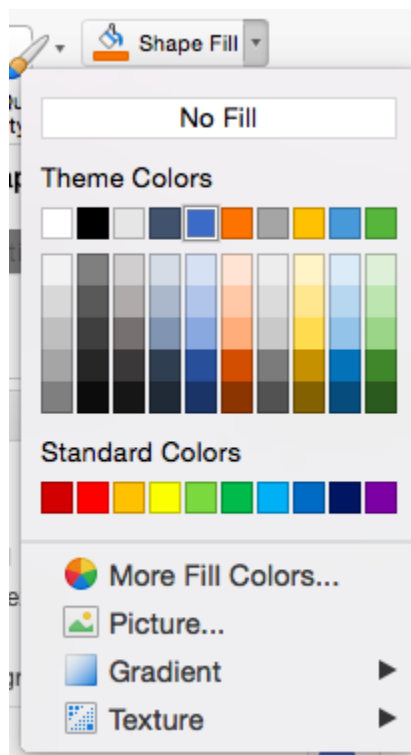 Shape Fill
No Fill
Theme Colors
Standard Colors
More Fill Colors...
Picture...
Gradient
Texture